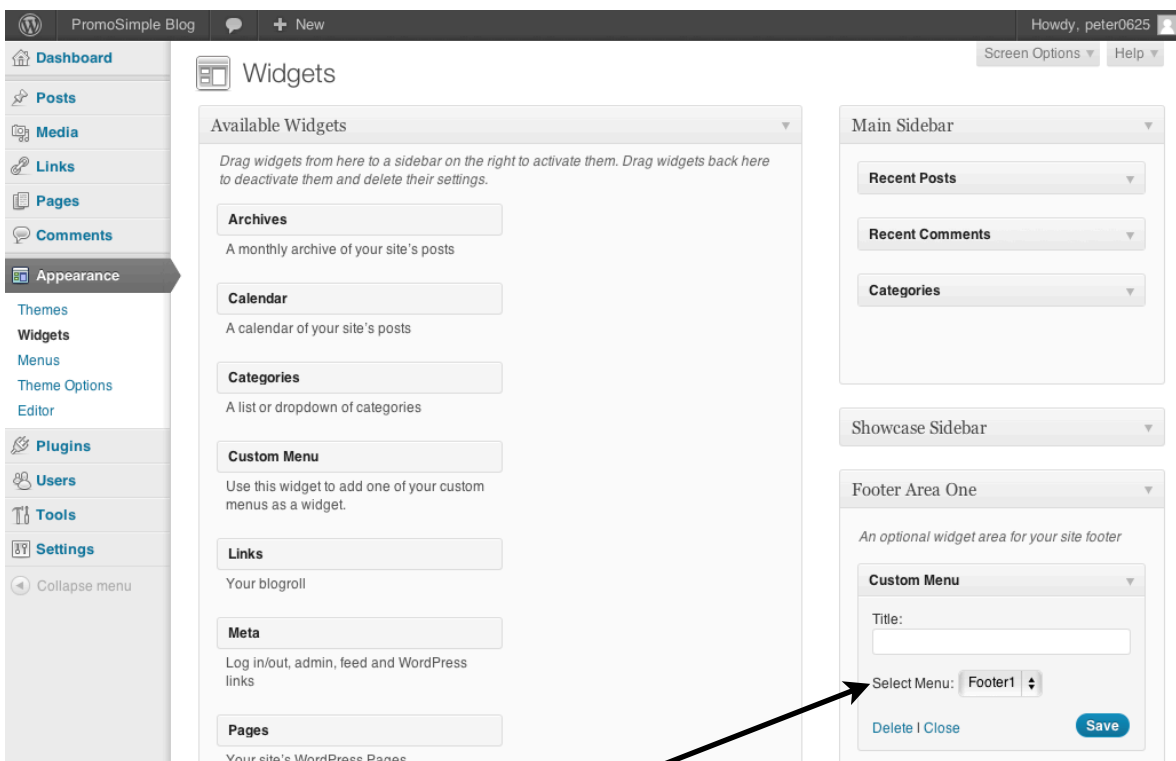 PromoSimple Blog
New
Howdy, peter0625
Dashboard
Posts
Media
Links
Pages
Comments
Appearance
Themes
Widgets
Menus
Theme Options
Editor
Plugins
Users
Tools
Settings
Collapse menu
Screen Options
Help
Widgets
Available Widgets
Drag widgets from here to a sidebar on the right to activate them. Drag widgets back here
to deactivate them and delete their settings.
Archives
A monthly archive of your site's posts
Calendar
A calendar of your site's posts
Categories
A list or dropdown of categories
Custom Menu
Use this widget to add one of your custom
menus as a widget.
Links
Your blogroll
Meta
Log in/out, admin, feed and WordPress
links
Pages
Your site's WordPress Pages
Main Sidebar
Recent Posts
Recent Comments
Categories
Showcase Sidebar
Footer Area One
An optional widget area for your site footer
Custom Menu
Title:
Select Menu: Footer1
Delete | Close
Save